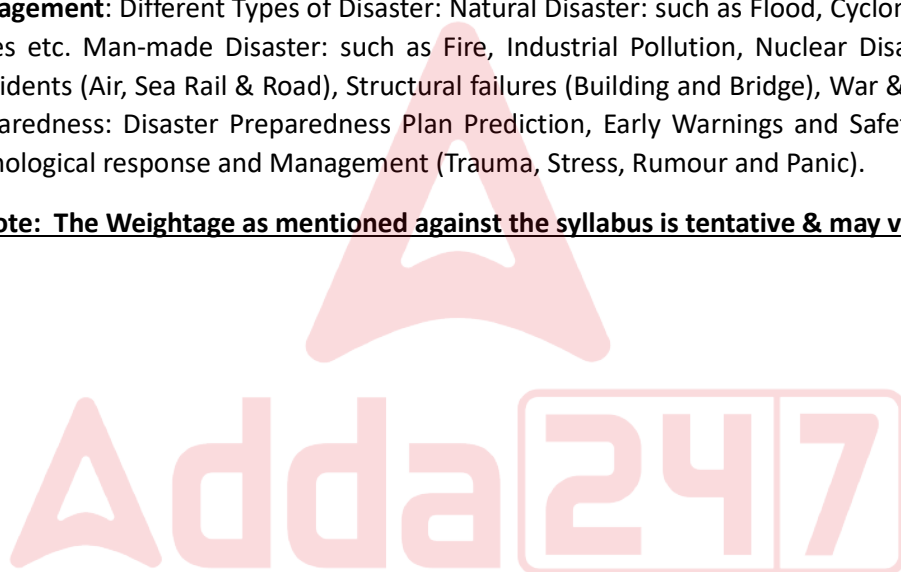 agement: Different Types of Disaster: Natural Disaster: such as Flood, Cyclon
es etc. Man-made Disaster: such as Fire, Industrial Pollution, Nuclear Disa
idents (Air, Sea Rail & Road), Structural failures (Building and Bridge), War &
aredness: Disaster Preparedness Plan Prediction, Early Warnings and Safet
hological response and Management (Trauma, Stress, Rumour and Panic).
ote: The Weightage as mentioned against the syllabus is tentative & may v
Adda247